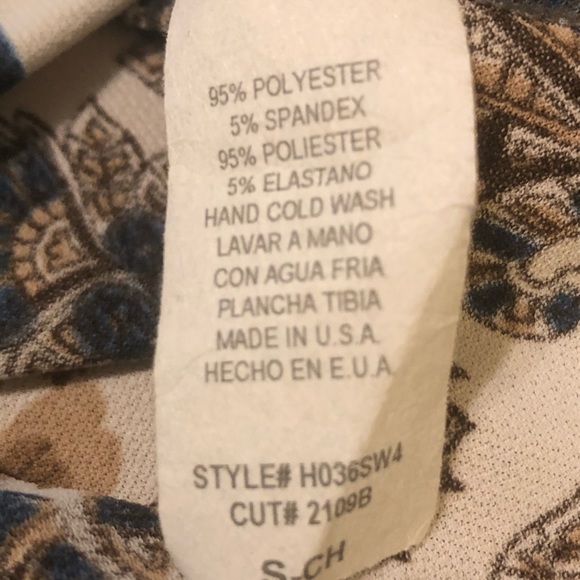 95% POLYESTER
5% SPANDEX
95% POLIESTER
5% ELASTANO
HAND COLD WASH
LAVAR A MANO
CON AGUA FRIA
PLANCHA TIBIA
MADE IN U.S.A.
HECHO EN E.U.A
STYLE# H036SW4
CUT# 2109B
S-CH